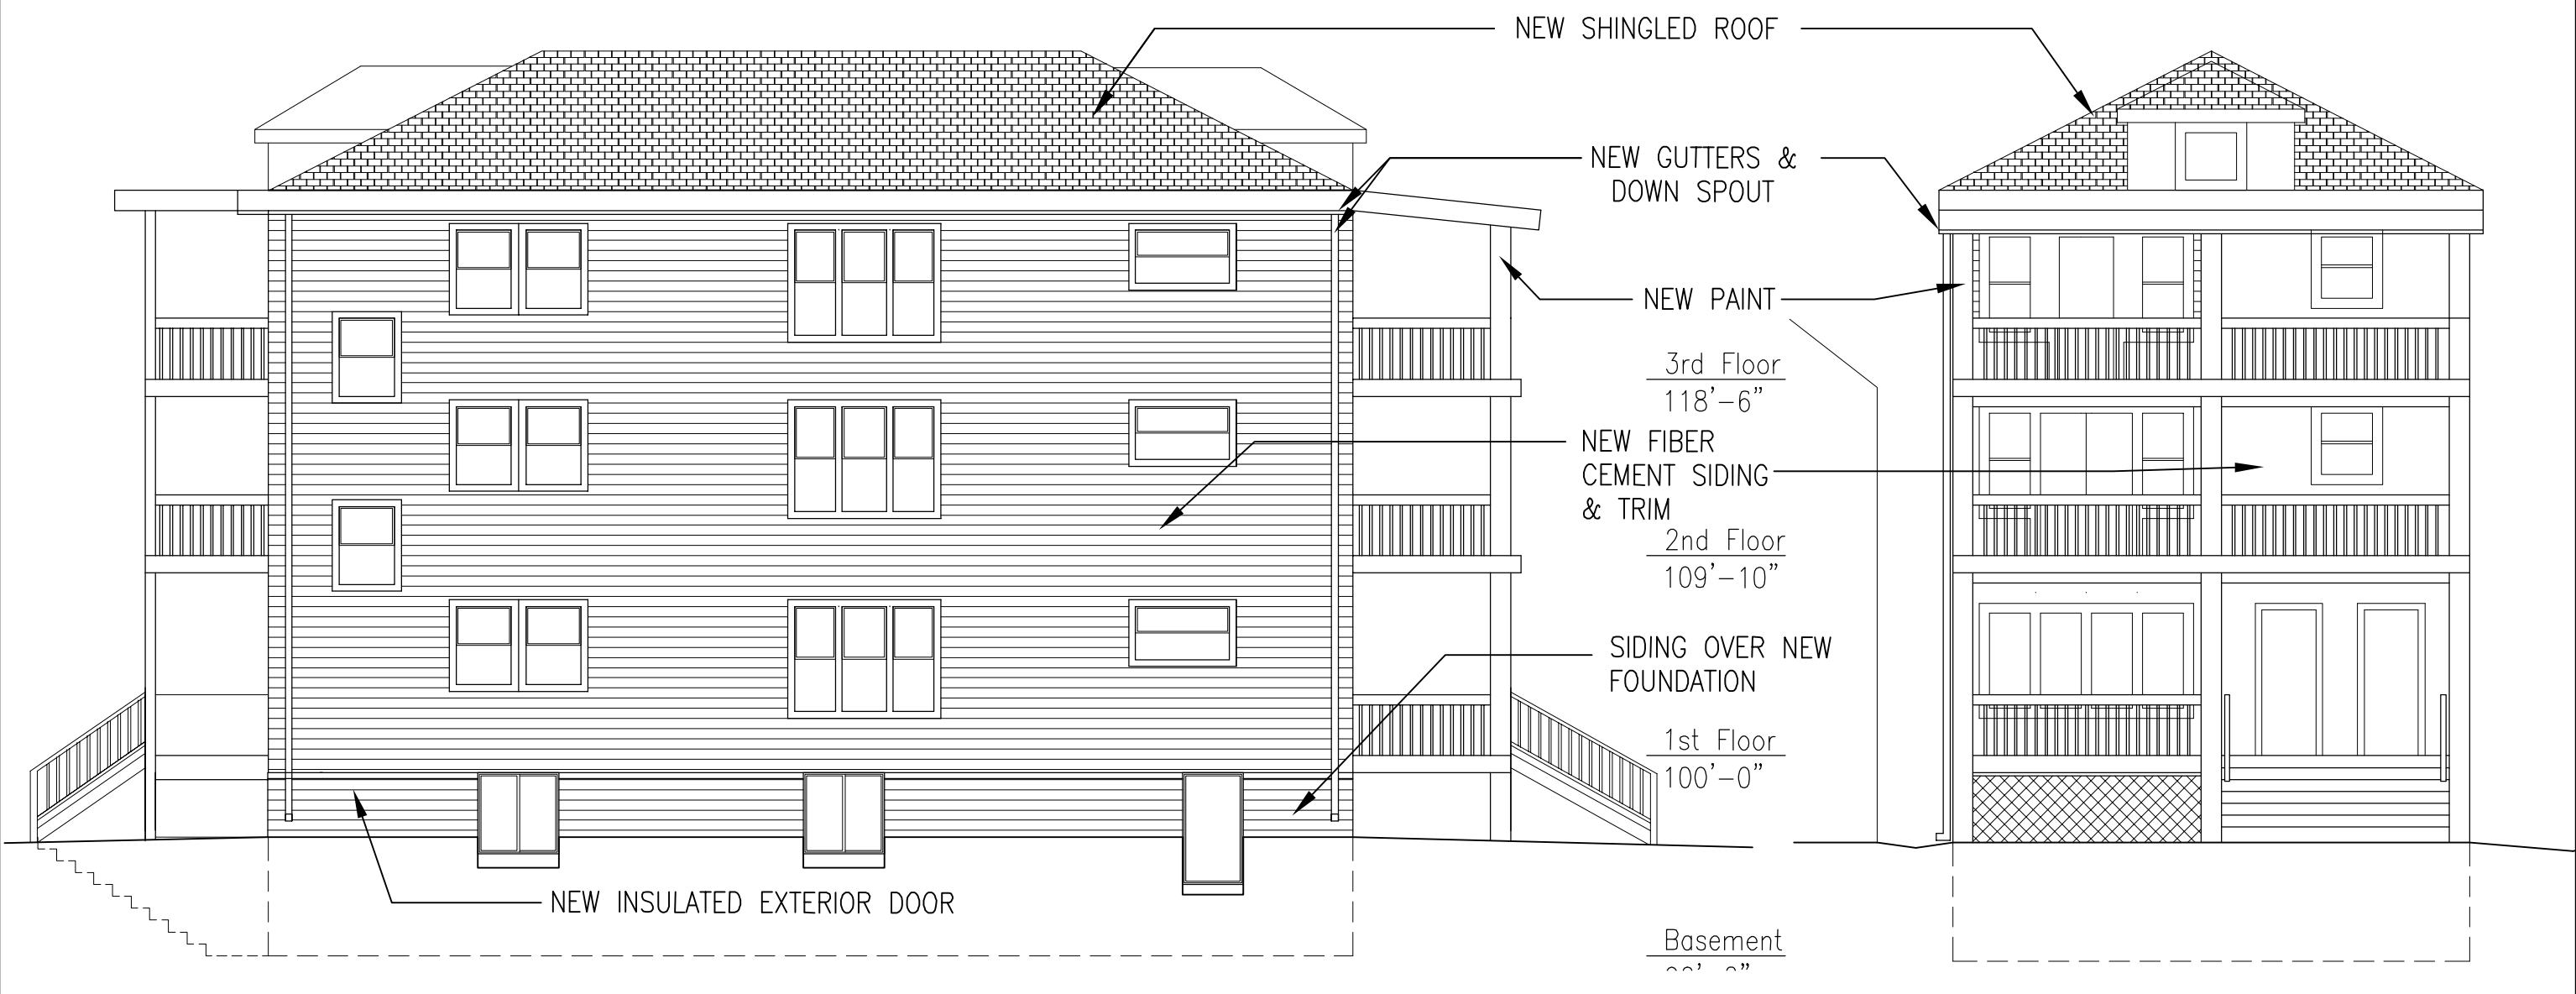 NEW SHINGLED ROOF
NEW GUTTERS &
DOWN SPOUT
NEW PAINT
3rd Floor
118'-6"
NEW FIBER
CEMENT SIDING
& TRIM
2nd Floor
109'-10"
SIDING OVER NEW
FOUNDATION
1st Floor
100'-0"
NEW INSULATED EXTERIOR DOOR
Basement